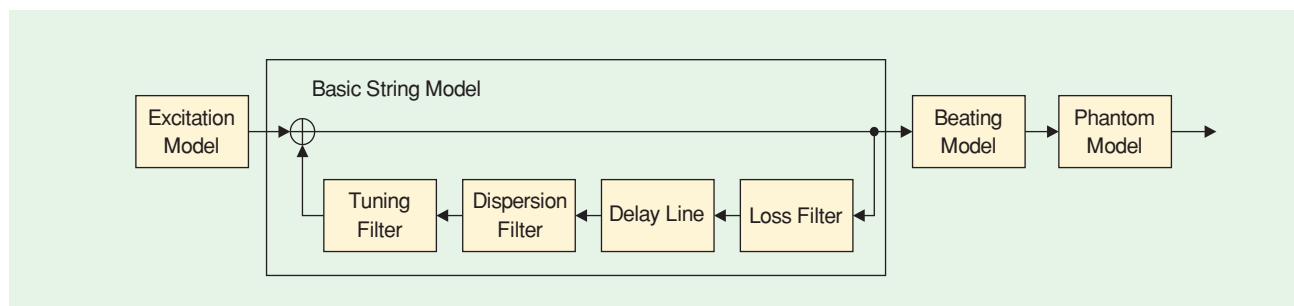 Basic String Model
Excitation
Model
Beating
Model
Phantom
Model
Tuning
Filter
Dispersion
Filter
Delay Line
Loss Filter